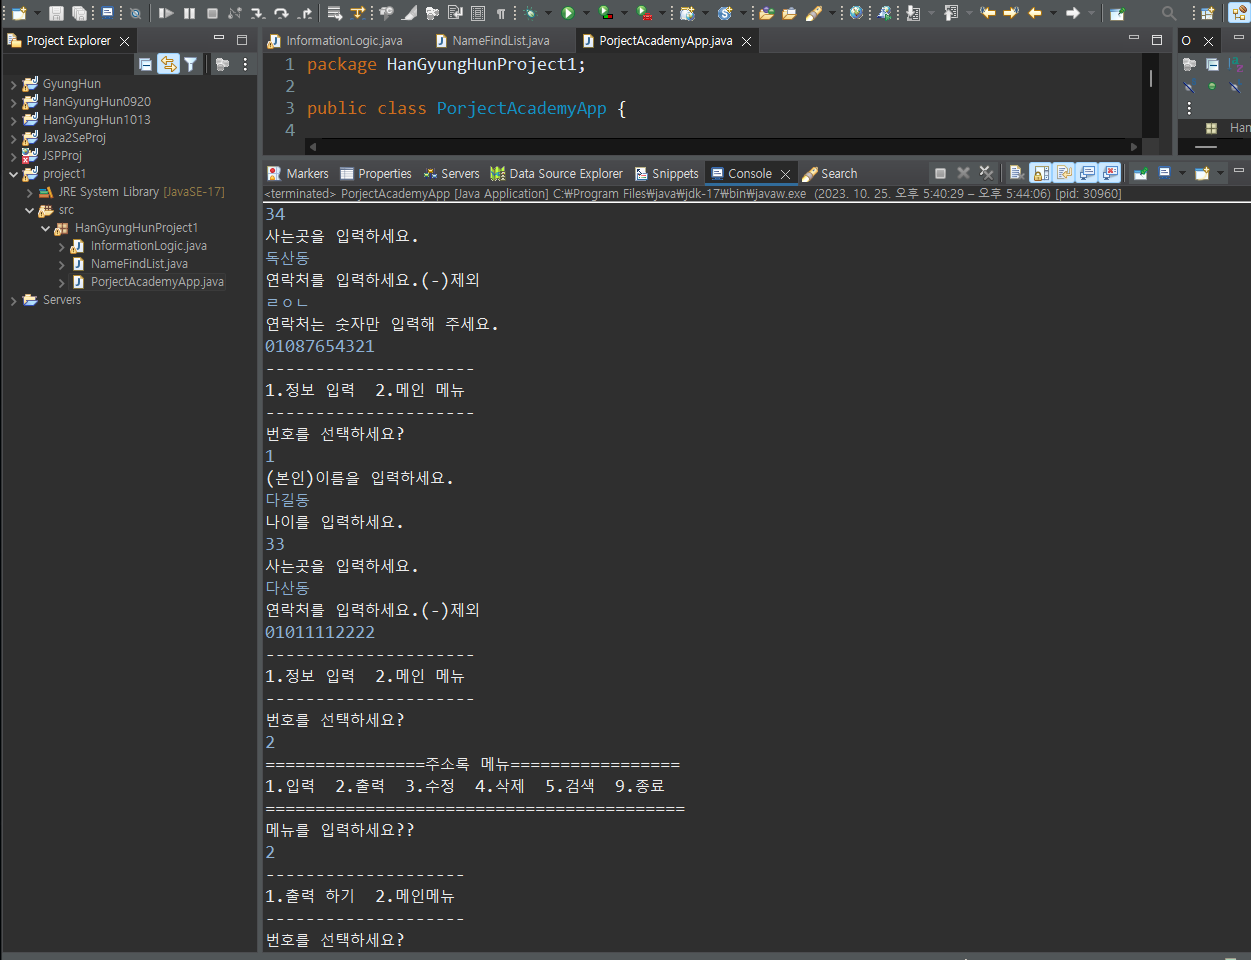 Project Explorer
GyungHun
HanGyungHun0920
HanGyungHun1013
Java2SeProj
JSPProj
project1
JRE System Library [JavaSE-17]
src
HanGyungHunProject1
InformationLogic.java
NameFindList.java
PorjectAcademyApp.java
Servers
InformationLogic.java NameFindList.java PorjectAcademyApp.java
1 package HanGyungHunProject1;
2
3 public class PorjectAcademyApp {
4
O
Han
Markers Properties Servers Data Source Explorer Snippets Console Search
<terminated> PorjectAcademyApp [Java Application] C:₩Program Files₩java₩jdk-17₩bin₩javaw.exe (2023. 10. 25. 오후 5:40:29 – 오후 5:44:06) [pid: 30960]
34
사는곳을 입력하세요.
독산동
연락처를 입력하세요.(-)제외
ㄹㅇㄴ
연락처는 숫자만 입력해 주세요.
01087654321
---------------------
1.정보 입력  2.메인 메뉴
---------------------
번호를 선택하세요?
1
(본인)이름을 입력하세요.
다길동
나이를 입력하세요.
33
사는곳을 입력하세요.
다산동
연락처를 입력하세요.(-)제외
01011112222
---------------------
1.정보 입력  2.메인 메뉴
---------------------
번호를 선택하세요?
2
================주소록 메뉴=================
1.입력  2.출력  3.수정  4.삭제  5.검색  9.종료
==========================================
메뉴를 입력하세요??
2
--------------------
1.출력 하기  2.메인메뉴
--------------------
번호를 선택하세요?